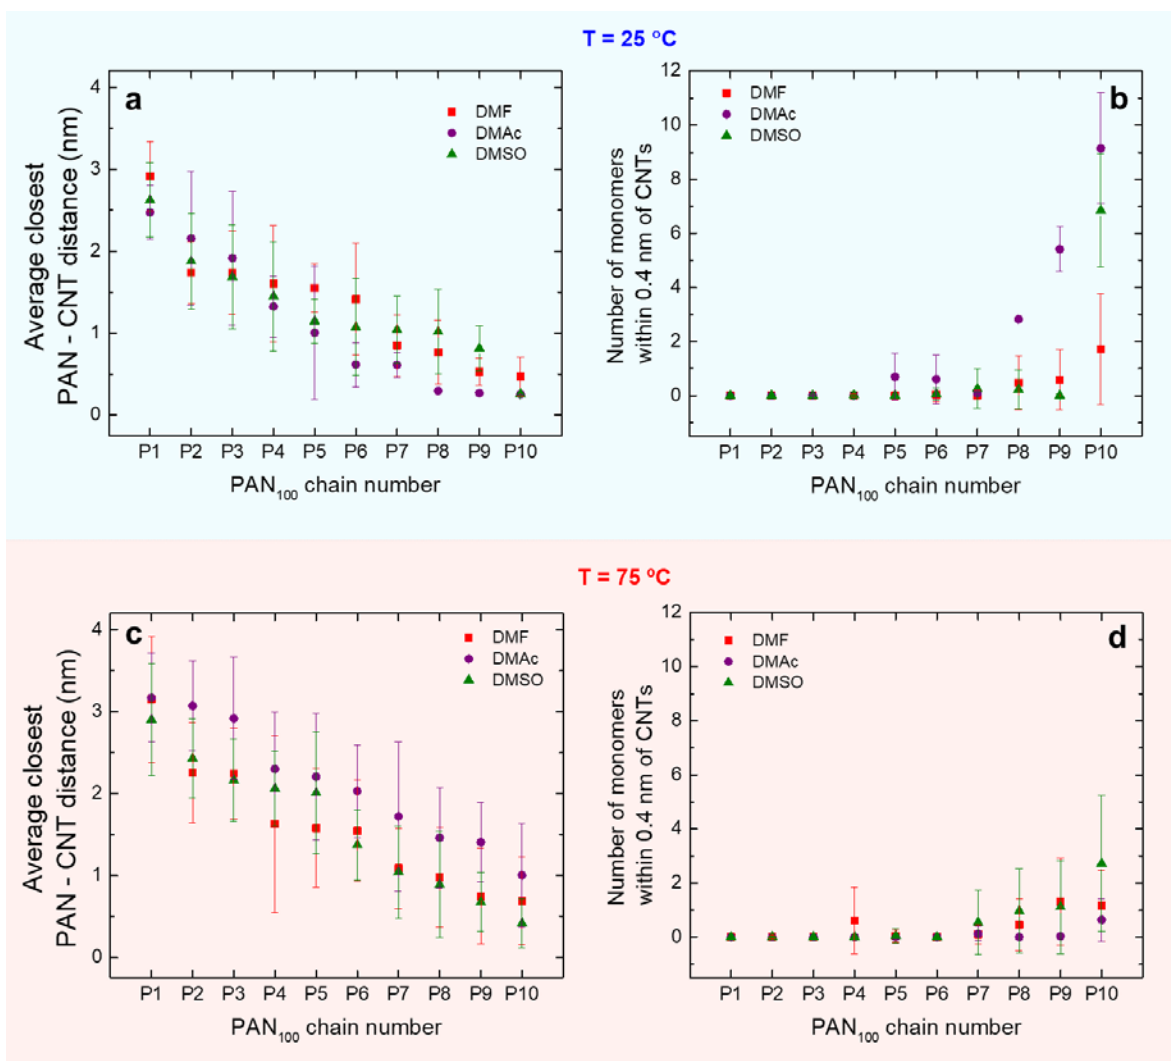 T = 25 °C
a
4
3
2
1
0
Average closest
PAN - CNT distance (nm)
DMF
DMAc
DMSO
P1 P2 P3 P4 P5 P6 P7 P8 P9 P10
PAN100 chain number
b
12
10
8
6
4
2
0
Number of monomers
within 0.4 nm of CNTs
DMF
DMAc
DMSO
P1 P2 P3 P4 P5 P6 P7 P8 P9 P10
PAN100 chain number
T = 75 ºC
c
4
3
2
1
0
Average closest
PAN - CNT distance (nm)
DMF
DMAc
DMSO
P1 P2 P3 P4 P5 P6 P7 P8 P9 P10
PAN100 chain number
d
12
10
8
6
4
2
0
Number of monomers
within 0.4 nm of CNTs
DMF
DMAc
DMSO
P1 P2 P3 P4 P5 P6 P7 P8 P9 P10
PAN100 chain number